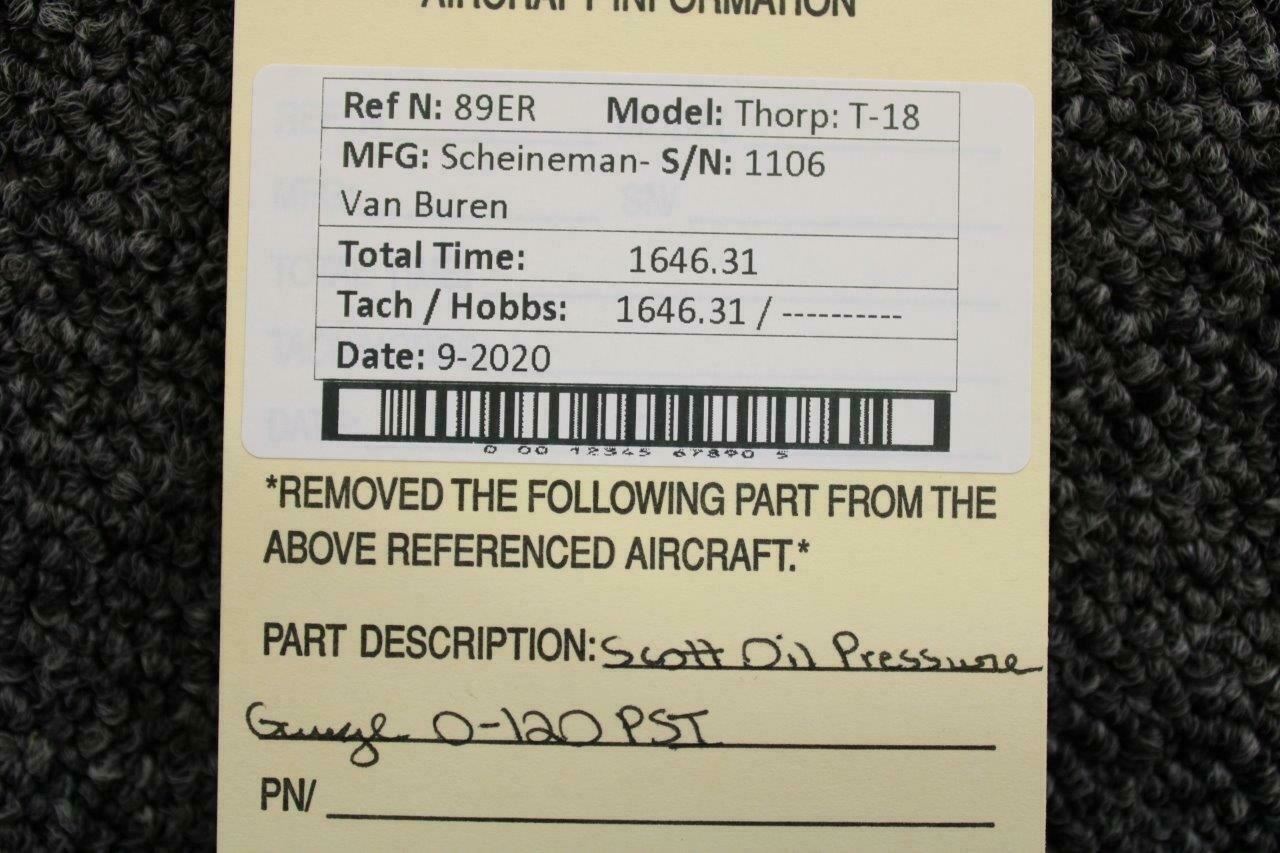 AIRCRAFT INFORMATION
Ref N: 89ER Model: Thorp: T-18
MFG: Scheineman- S/N: 1106
Van Buren
Total Time: 1646.31
Tach / Hobbs: 1646.31 / ----------
Date: 9-2020
0 00 12345 67890 5
*REMOVED THE FOLLOWING PART FROM THE
ABOVE REFERENCED AIRCRAFT.*
PART DESCRIPTION: Scott Oil Pressure
Guage 0-120 PSI
PN/